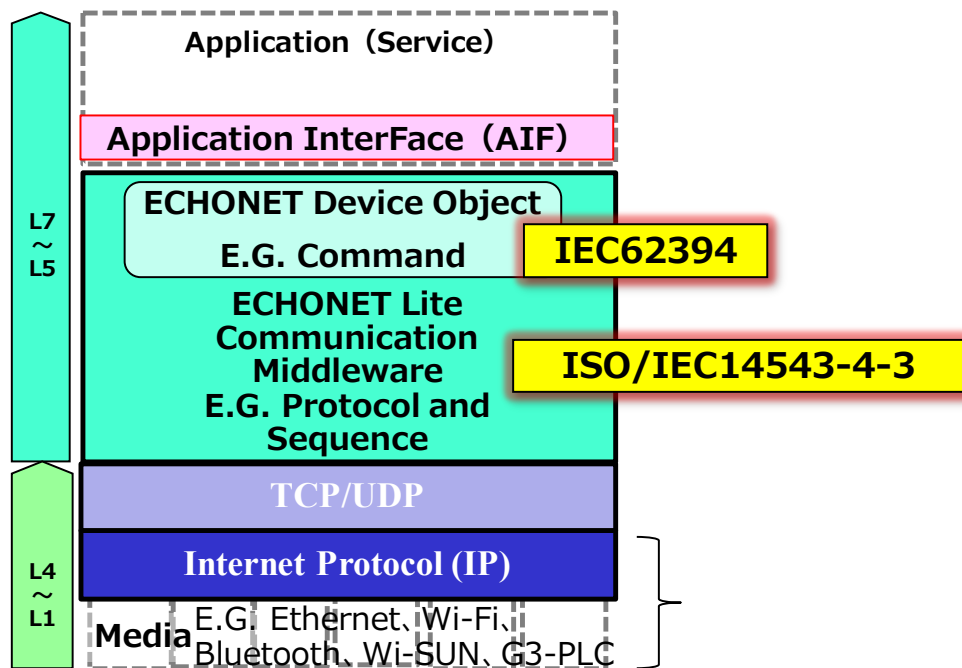 Application（Service）
Application InterFace（AIF）
L7
～
L5
ECHONET Device Object
E.G. Command
IEC62394
ECHONET Lite
Communication
Middleware
E.G. Protocol and
Sequence
ISO/IEC14543-4-3
TCP/UDP
L4
～
L1
Internet Protocol (IP)
Media
E.G. Ethernet、Wi-Fi、
Bluetooth、Wi-SUN、G3-PLC